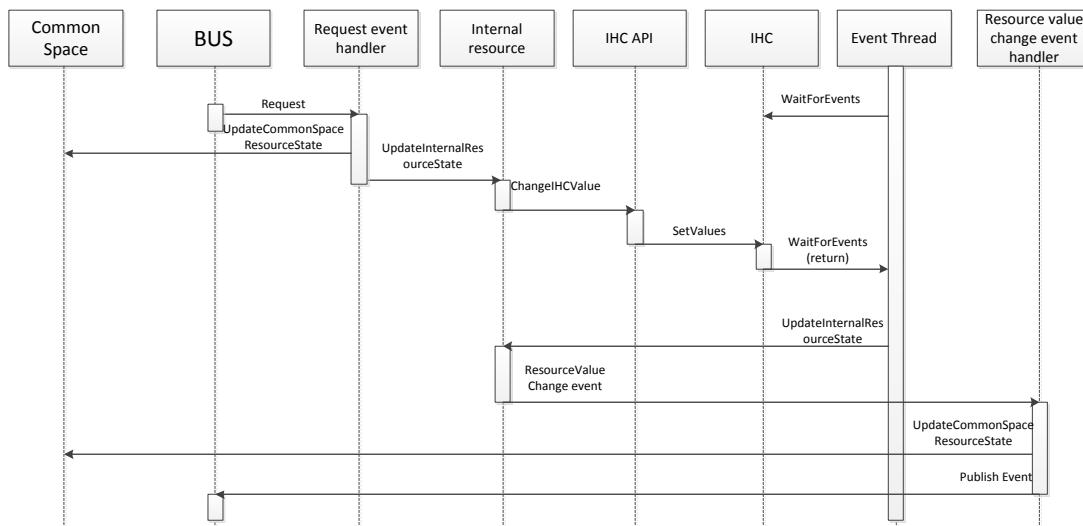 Common
Space
BUS
Request event
handler
Internal
resource
IHC API
IHC
Event Thread
Resource value
change event
handler
Request
WaitForEvents
UpdateCommonSpace
ResourceState
UpdateInternalRes
ourceState
ChangeIHCValue
SetValues
WaitForEvents
(return)
UpdateInternalRes
ourceState
ResourceValue
Change event
UpdateCommonSpace
ResourceState
Publish Event